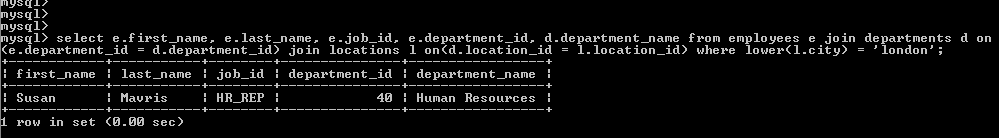 mysql>
mysql>
mysql>
mysql> select e.first_name, e.last_name, e.job_id, e.department_id, d.department_name from employees e join departments d on
(e.department_id = d.department_id) join locations l on(d.location_id = l.location_id) where lower(l.city) = 'london';
+------------+-----------+--------+---------------+-----------------+
| first_name | last_name | job_id | department_id | department_name |
+------------+-----------+--------+---------------+-----------------+
| Susan      | Mavris    | HR_REP |            40 | Human Resources |
+------------+-----------+--------+---------------+-----------------+
1 row in set (0.00 sec)